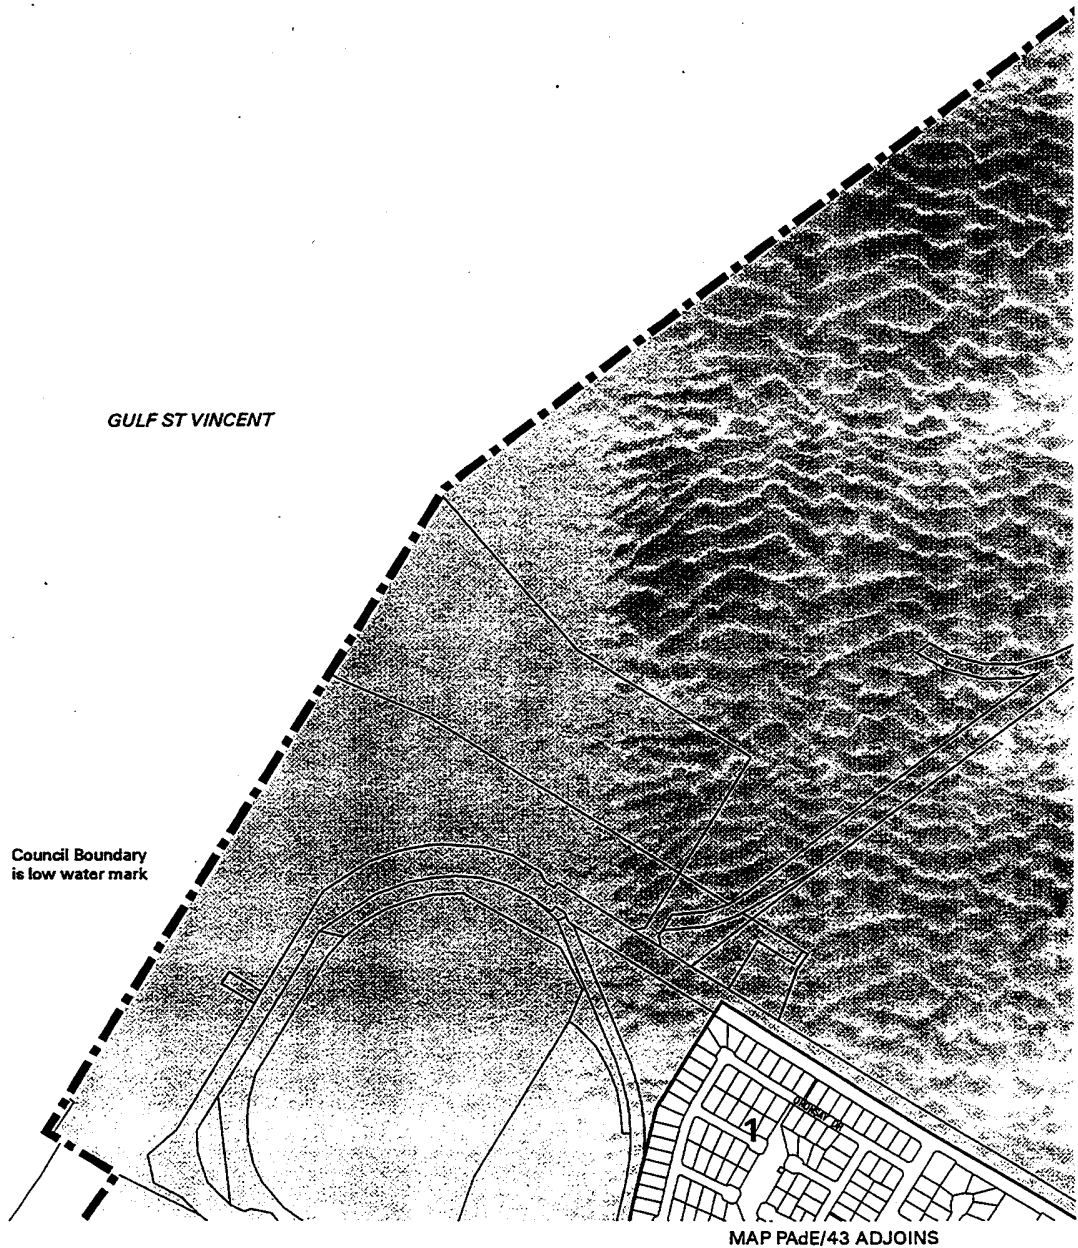 GULF ST VINCENT
Council Boundary
is low water mark
1
MAP PAdE/43 ADJOINS